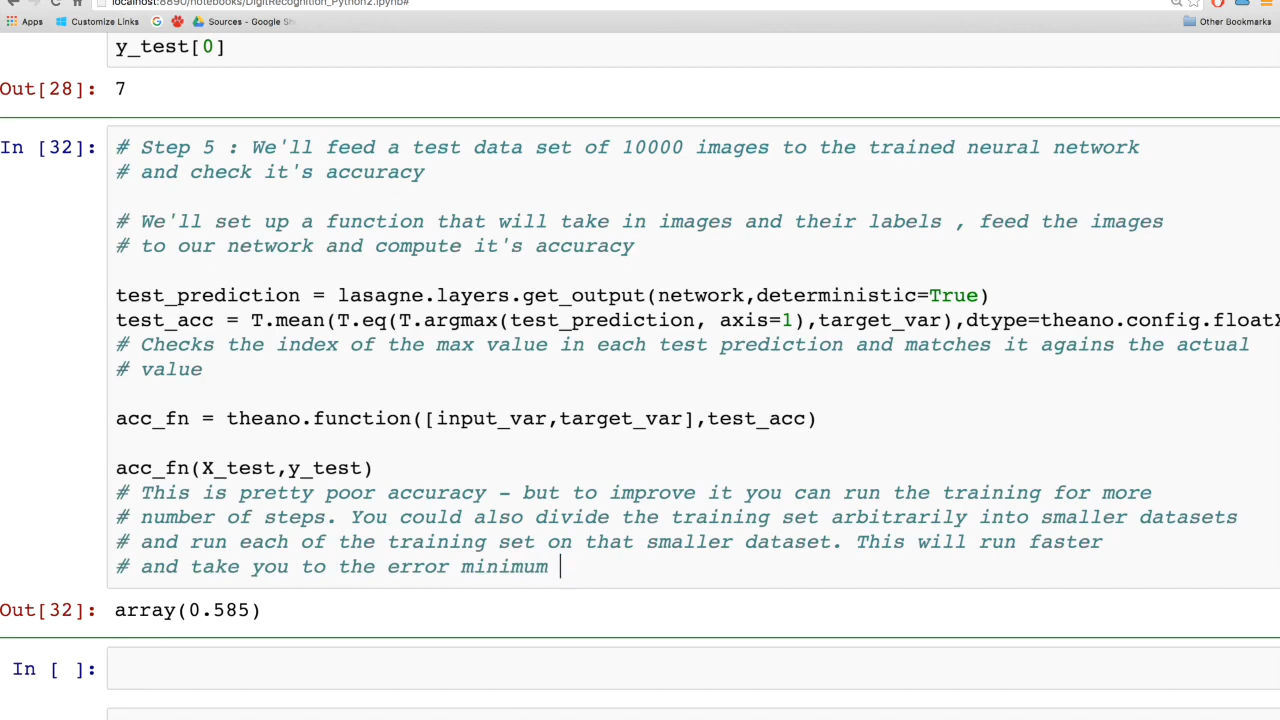 localhost:8890/notebooks/DigitRecognition_Python2.ipynb#
Apps Customize Links Sources - Google Sh Other Bookmarks
y_test[0]
Out[28]: 7
In [32]: # Step 5 : We'll feed a test data set of 10000 images to the trained neural network
# and check it's accuracy
# We'll set up a function that will take in images and their labels , feed the images
# to our network and compute it's accuracy
test_prediction = lasagne.layers.get_output(network,deterministic=True)
test_acc = T.mean(T.eq(T.argmax(test_prediction, axis=1),target_var),dtype=theano.config.floatX
# Checks the index of the max value in each test prediction and matches it agains the actual
# value
acc_fn = theano.function([input_var,target_var],test_acc)
acc_fn(X_test,y_test)
# This is pretty poor accuracy - but to improve it you can run the training for more
# number of steps. You could also divide the training set arbitrarily into smaller datasets
# and run each of the training set on that smaller dataset. This will run faster
# and take you to the error minimum
Out[32]: array(0.585)
In [ ]: